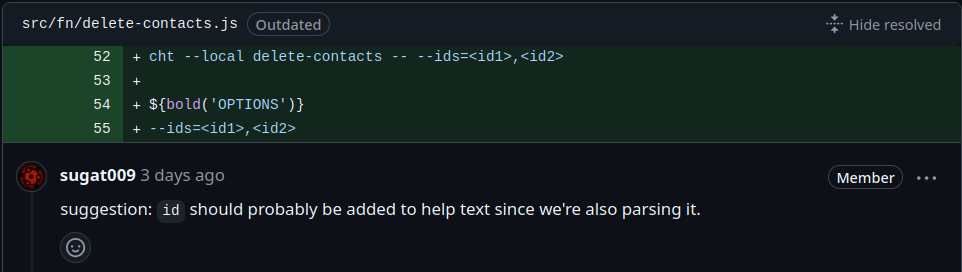 src/fn/delete-contacts.js Outdated Hide resolved
52 + cht --local delete-contacts -- --ids=<id1>,<id2>
53 +
54 + ${bold('OPTIONS')}
55 + --ids=<id1>,<id2>
sugat009 3 days ago Member
suggestion: id should probably be added to help text since we're also parsing it.